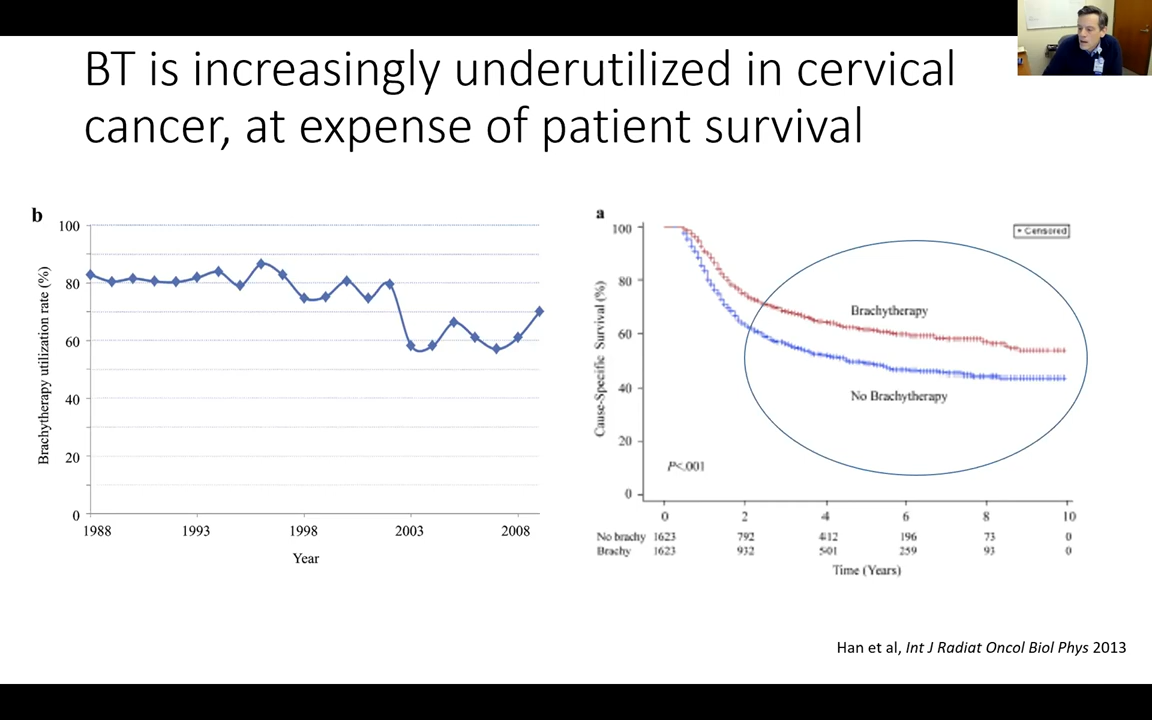 BT is increasingly underutilized in cervical
cancer, at expense of patient survival
b
Brachytherapy utilization rate (%)
100
80
60
40
20
0
1988 1993 1998 2003 2008
Year
a
Cause-Specific Survival (%)
100
80
60
40
20
0
+ Censored
Brachytherapy
No Brachytherapy
P<.001
0 2 4 6 8 10
No brachy 1623 792 412 196 73 0
Brachy 1623 932 501 259 93 0
Time (Years)
Han et al, Int J Radiat Oncol Biol Phys 2013